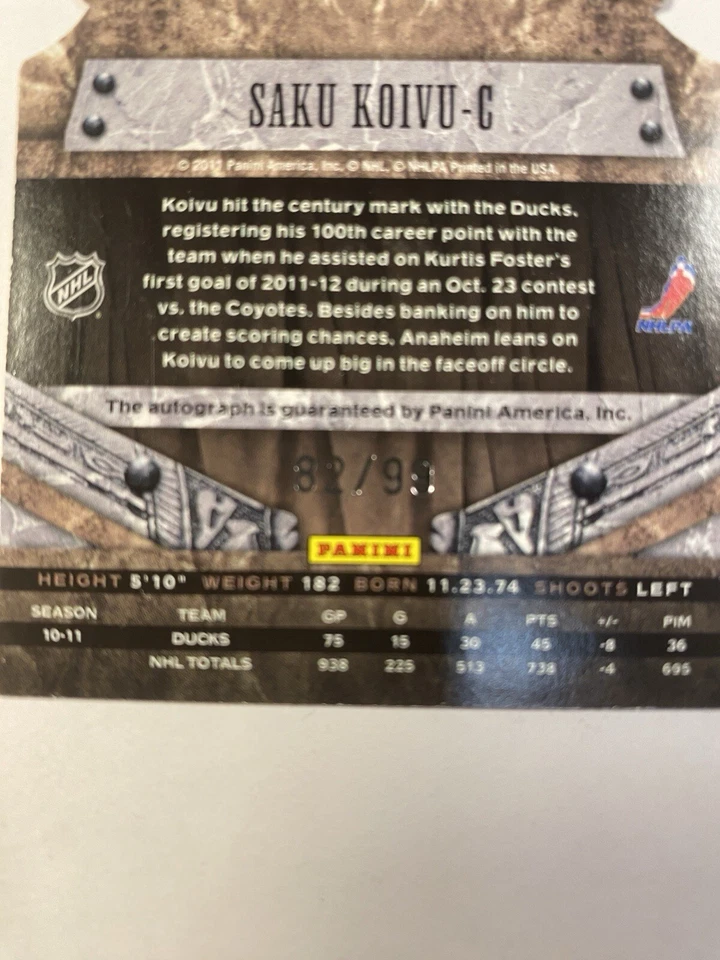 SAKU KOIVU-C
© 2011 Panini America, Inc. © NHL, © NHLPA Printed in the USA.
Koivu hit the century mark with the Ducks,
registering his 100th career point with the
team when he assisted on Kurtis Foster's
first goal of 2011-12 during an Oct. 23 contest
vs. the Coyotes. Besides banking on him to
create scoring chances, Anaheim leans on
Koivu to come up big in the faceoff circle.
NHL
NHLPA
The autograph is guaranteed by Panini America, Inc.
32/99
PANINI
HEIGHT 5'10" WEIGHT 182 BORN 11.23.74 SHOOTS LEFT
SEASON TEAM GP G A PTS +/- PIM
10-11 DUCKS 75 15 30 45 -8 36
NHL TOTALS 938 225 513 738 -4 695